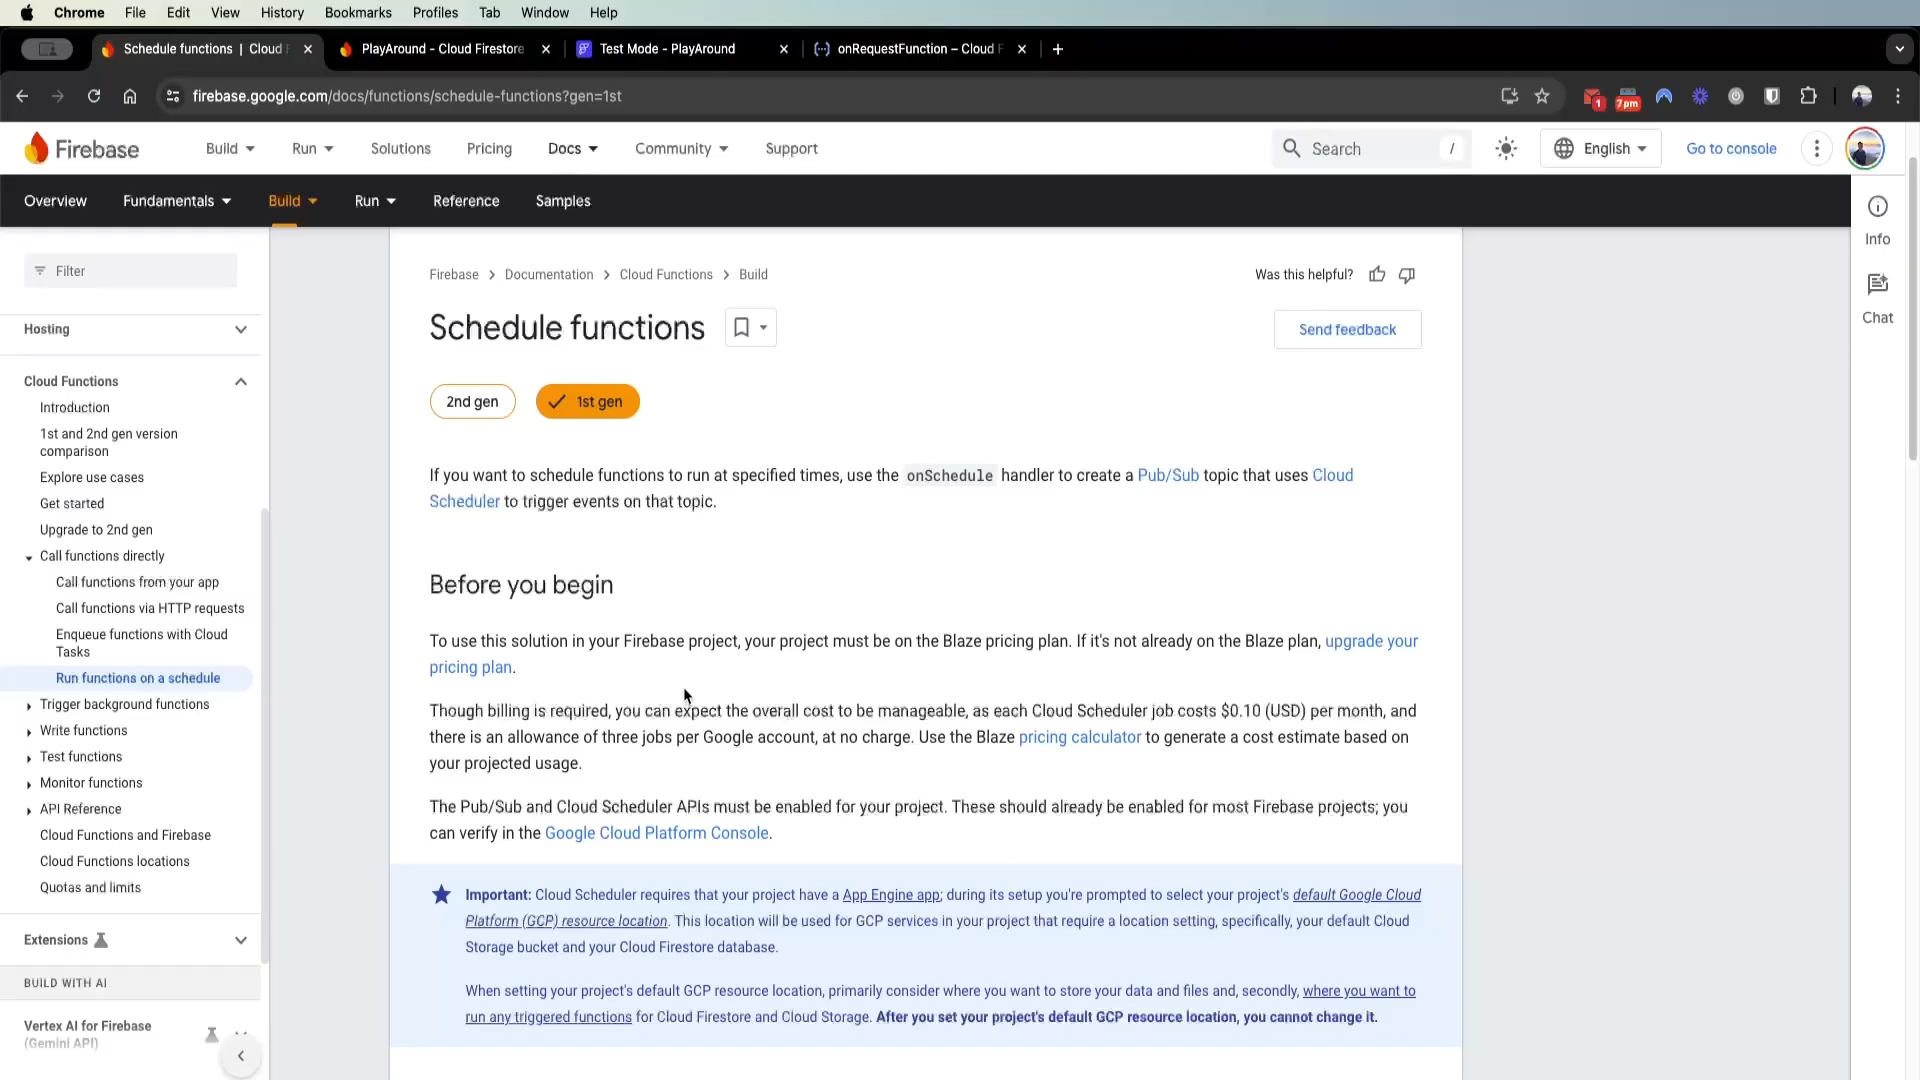 Chrome File Edit View History Bookmarks Profiles Tab Window Help
Schedule functions | Cloud F
PlayAround - Cloud Firestore
Test Mode - PlayAround
onRequestFunction – Cloud F
firebase.google.com/docs/functions/schedule-functions?gen=1st
1
7pm
Firebase
Build Run Solutions Pricing Docs Community Support
Search /
English
Go to console
Overview Fundamentals Build Run Reference Samples
Info
Chat
Filter
Hosting
Cloud Functions
Introduction
1st and 2nd gen version
comparison
Explore use cases
Get started
Upgrade to 2nd gen
Call functions directly
Call functions from your app
Call functions via HTTP requests
Enqueue functions with Cloud
Tasks
Run functions on a schedule
Trigger background functions
Write functions
Test functions
Monitor functions
API Reference
Cloud Functions and Firebase
Cloud Functions locations
Quotas and limits
Extensions
BUILD WITH AI
Vertex AI for Firebase
(Gemini API)
Firebase > Documentation > Cloud Functions > Build
Was this helpful?
Schedule functions
Send feedback
2nd gen
1st gen
If you want to schedule functions to run at specified times, use the onSchedule handler to create a Pub/Sub topic that uses Cloud
Scheduler to trigger events on that topic.
Before you begin
To use this solution in your Firebase project, your project must be on the Blaze pricing plan. If it's not already on the Blaze plan, upgrade your
pricing plan.
Though billing is required, you can expect the overall cost to be manageable, as each Cloud Scheduler job costs $0.10 (USD) per month, and
there is an allowance of three jobs per Google account, at no charge. Use the Blaze pricing calculator to generate a cost estimate based on
your projected usage.
The Pub/Sub and Cloud Scheduler APIs must be enabled for your project. These should already be enabled for most Firebase projects; you
can verify in the Google Cloud Platform Console.
Important: Cloud Scheduler requires that your project have a App Engine app; during its setup you're prompted to select your project's default Google Cloud
Platform (GCP) resource location. This location will be used for GCP services in your project that require a location setting, specifically, your default Cloud
Storage bucket and your Cloud Firestore database.
When setting your project's default GCP resource location, primarily consider where you want to store your data and files and, secondly, where you want to
run any triggered functions for Cloud Firestore and Cloud Storage. After you set your project's default GCP resource location, you cannot change it.